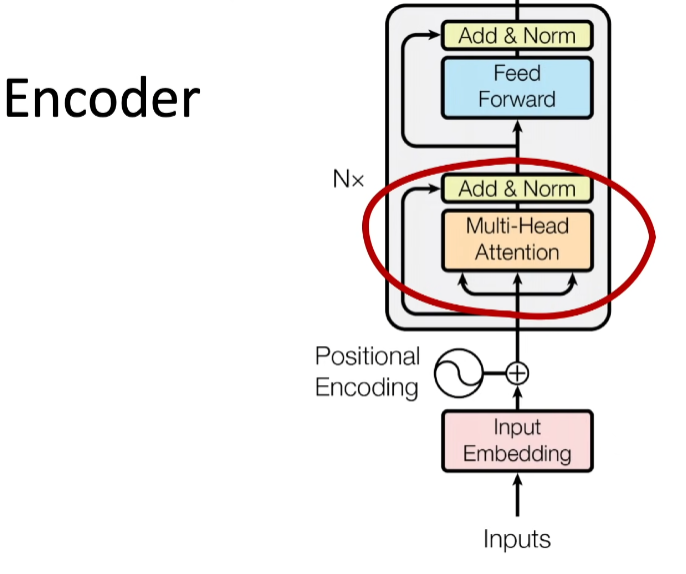 Add & Norm
Feed
Forward
Encoder
N×
Add & Norm
Multi-Head
Attention
Positional
Encoding
Input
Embedding
Inputs